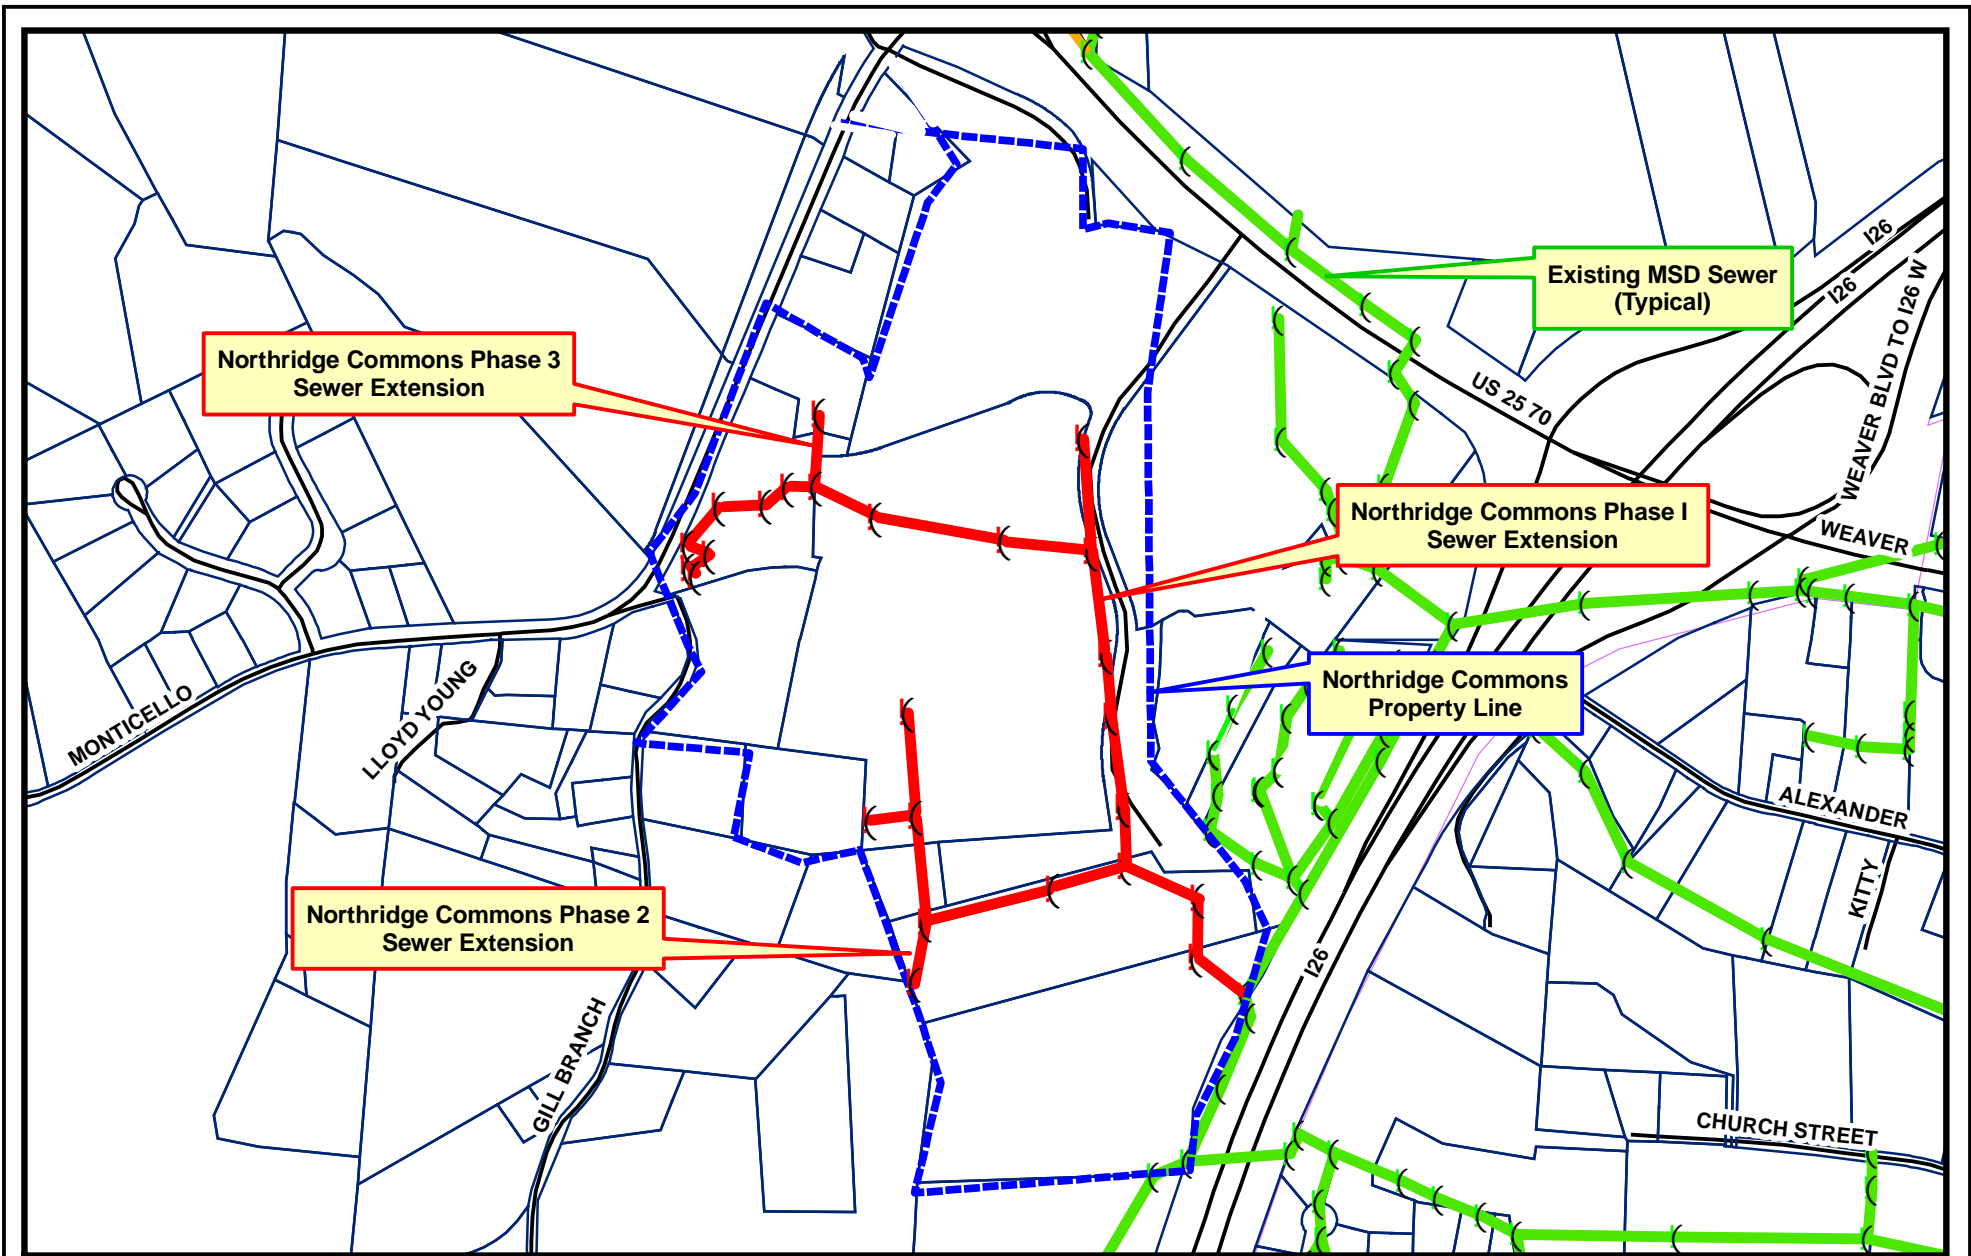 I26
I26
WEAVER BLVD TO I26 W
Existing MSD Sewer
(Typical)
Northridge Commons Phase 3
Sewer Extension
US 25 70
Northridge Commons Phase I
Sewer Extension
WEAVER
Northridge Commons
Property Line
MONTICELLO
LLOYD YOUNG
ALEXANDER
KITTY
Northridge Commons Phase 2
Sewer Extension
I26
GILL BRANCH
CHURCH STREET